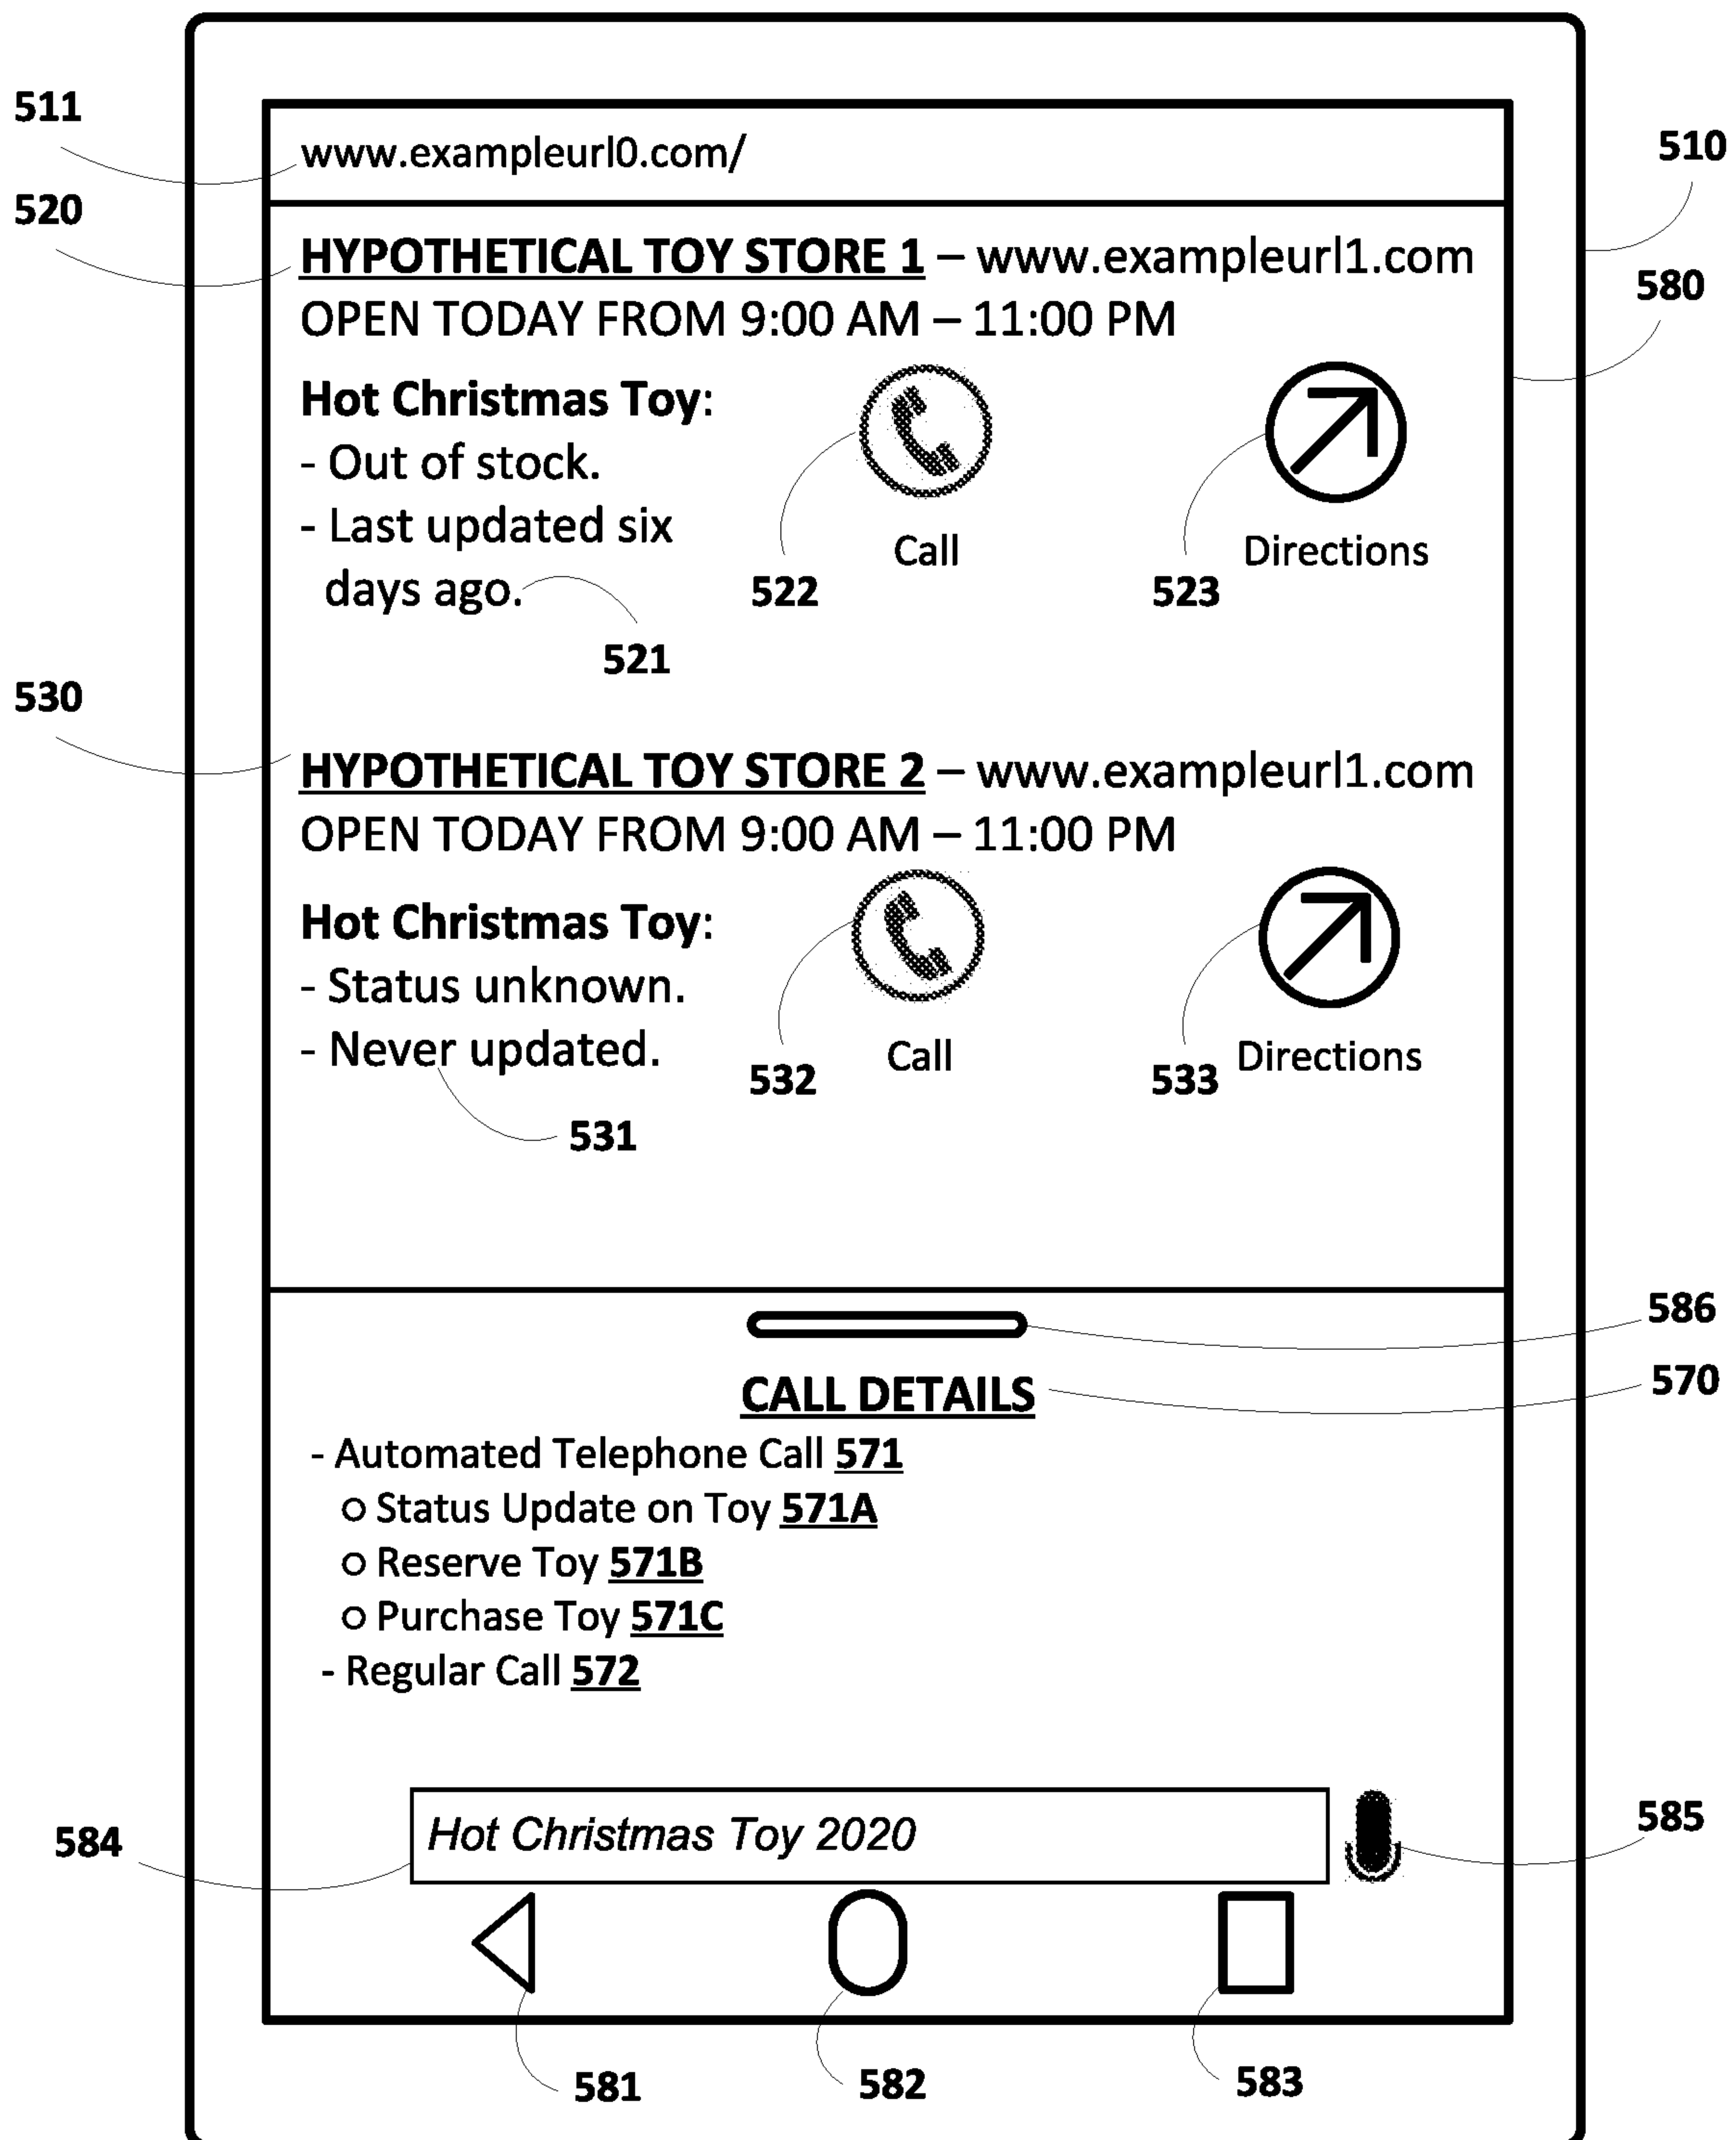 511
www.exampleurl0.com/
510
520
HYPOTHETICAL TOY STORE 1 – www.exampleurl1.com
580
OPEN TODAY FROM 9:00 AM – 11:00 PM
Hot Christmas Toy:
- Out of stock.
- Last updated six
days ago.
Call
Directions
522
523
521
530
HYPOTHETICAL TOY STORE 2 – www.exampleurl1.com
OPEN TODAY FROM 9:00 AM – 11:00 PM
Hot Christmas Toy:
- Status unknown.
- Never updated.
Call
Directions
532
533
531
586
CALL DETAILS
570
- Automated Telephone Call 571
○ Status Update on Toy 571A
○ Reserve Toy 571B
○ Purchase Toy 571C
- Regular Call 572
584
Hot Christmas Toy 2020
585
581
582
583